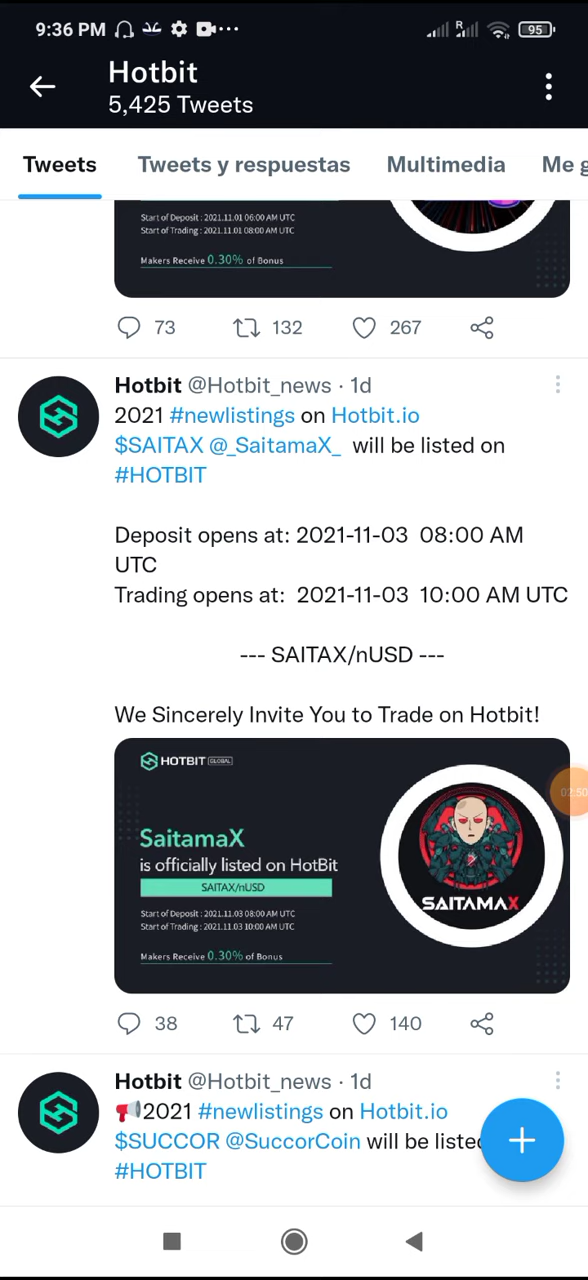 9:36 PM
R
95
Hotbit
5,425 Tweets
Tweets Tweets y respuestas Multimedia Me g
Start of Deposit : 2021.11.01 06:00 AM UTC
Start of Trading : 2021.11.01 08:00 AM UTC
Makers Receive 0.30% of Bonus
73 132 267
Hotbit @Hotbit_news · 1d
2021 #newlistings on Hotbit.io
$SAITAX @_SaitamaX_ will be listed on
#HOTBIT
Deposit opens at: 2021-11-03 08:00 AM
UTC
Trading opens at: 2021-11-03 10:00 AM UTC
--- SAITAX/nUSD ---
We Sincerely Invite You to Trade on Hotbit!
HOTBIT GLOBAL
SaitamaX
is officially listed on HotBit
SAITAX/nUSD
Start of Deposit : 2021.11.03 08:00 AM UTC
Start of Trading : 2021.11.03 10:00 AM UTC
Makers Receive 0.30% of Bonus
SAITAMAX
02:50
38 47 140
Hotbit @Hotbit_news · 1d
2021 #newlistings on Hotbit.io
$SUCCOR @SuccorCoin will be listed
#HOTBIT